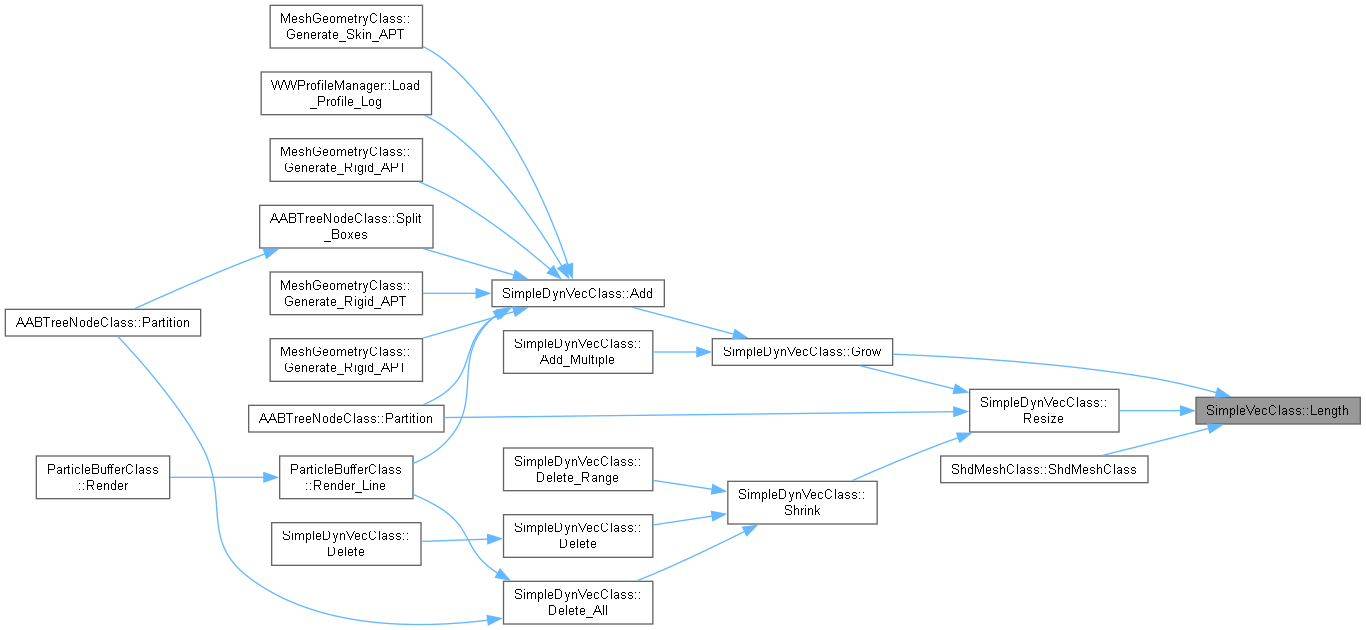 MeshGeometryClass::
Generate_Skin_APT
WWProfileManager::Load
_Profile_Log
MeshGeometryClass::
Generate_Rigid_APT
AABTreeNodeClass::Split
_Boxes
MeshGeometryClass::
Generate_Rigid_APT
SimpleDynVecClass::Add
AABTreeNodeClass::Partition
MeshGeometryClass::
Generate_Rigid_APT
SimpleDynVecClass::
Add_Multiple
SimpleDynVecClass::Grow
AABTreeNodeClass::Partition
SimpleDynVecClass::
Resize
SimpleVecClass::Length
ParticleBufferClass
::Render
ParticleBufferClass
::Render_Line
SimpleDynVecClass::
Delete_Range
ShdMeshClass::ShdMeshClass
SimpleDynVecClass::
Shrink
SimpleDynVecClass::
Delete
SimpleDynVecClass::
Delete
SimpleDynVecClass::
Delete_All